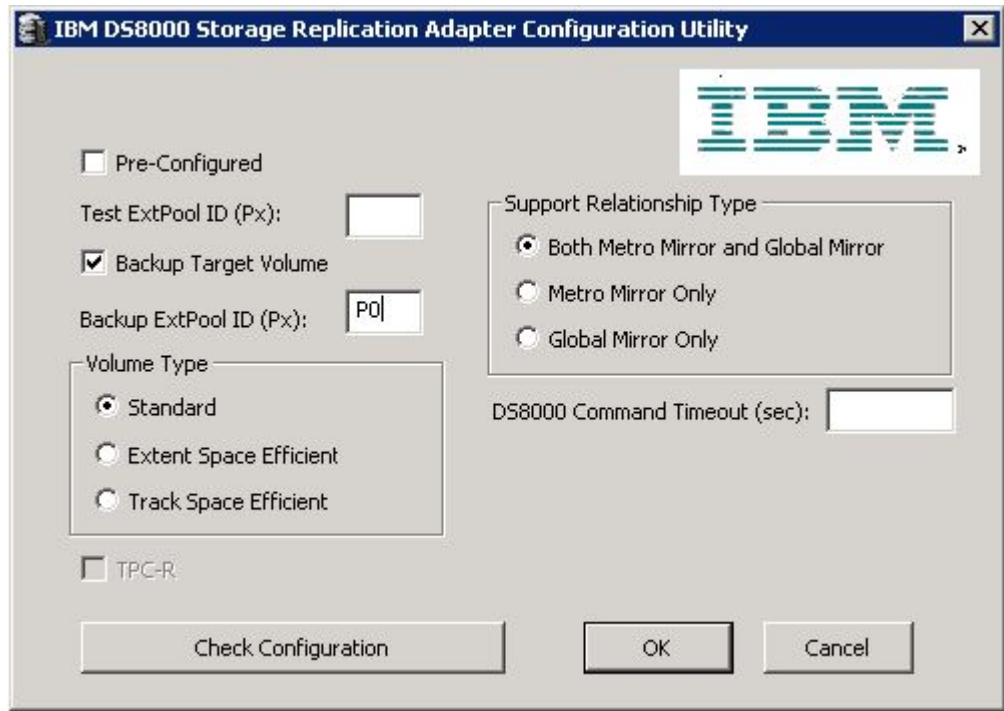 IBM DS8000 Storage Replication Adapter Configuration Utility
IBM
Pre-Configured
Test ExtPool ID (Px):
Backup Target Volume
Backup ExtPool ID (Px): P0
Volume Type
Standard
Extent Space Efficient
Track Space Efficient
TPC-R
Support Relationship Type
Both Metro Mirror and Global Mirror
Metro Mirror Only
Global Mirror Only
DS8000 Command Timeout (sec):
Check Configuration
OK
Cancel